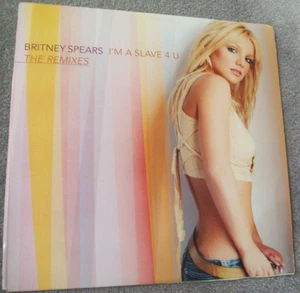 BRITNEY SPEARS I'M A SLAVE 4 U
THE REMIXES